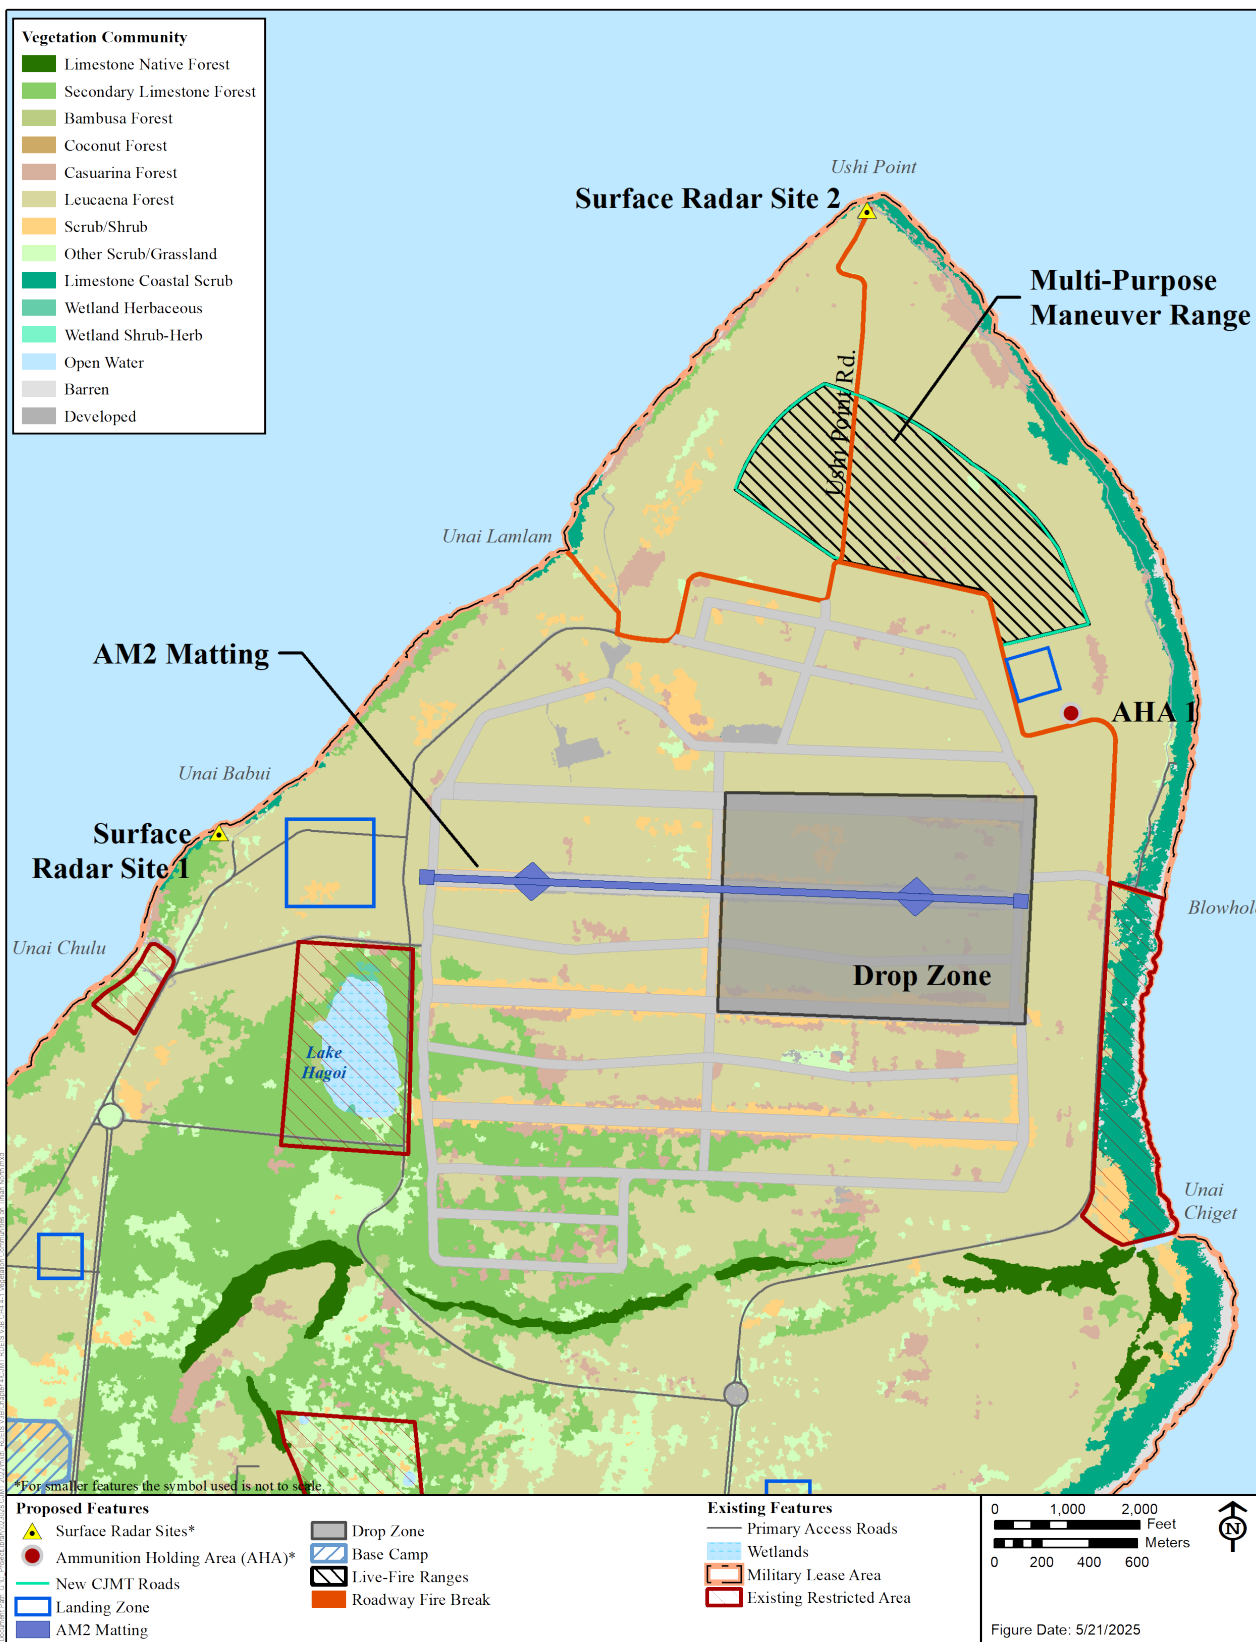 Vegetation Community
Limestone Native Forest
Secondary Limestone Forest
Bambusa Forest
Coconut Forest
Casuarina Forest
Leucaena Forest
Scrub/Shrub
Other Scrub/Grassland
Limestone Coastal Scrub
Wetland Herbaceous
Wetland Shrub-Herb
Open Water
Barren
Developed
Ushi Point
Surface Radar Site 2
Multi-Purpose
Maneuver Range
Ushi Point Rd.
Unai Lamlam
AM2 Matting
AHA 1
Unai Babui
Surface
Radar Site 1
Blowhol
Unai Chulu
Drop Zone
Lake
Hagoi
Unai
Chiget
*For smaller features the symbol used is not to scale.
Proposed Features
Surface Radar Sites*
Ammunition Holding Area (AHA)*
New CJMT Roads
Landing Zone
AM2 Matting
Drop Zone
Base Camp
Live-Fire Ranges
Roadway Fire Break
Existing Features
Primary Access Roads
Wetlands
Military Lease Area
Existing Restricted Area
0 1,000 2,000
Feet
Meters
0 200 400 600
N
Figure Date: 5/21/2025